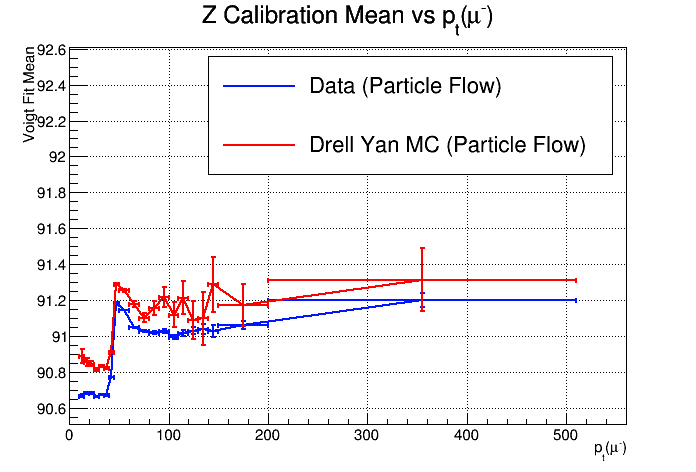 Z Calibration Mean vs p_t(μ⁻)
Voigt Fit Mean
92.6
92.4
92.2
92
91.8
91.6
91.4
91.2
91
90.8
90.6
Data (Particle Flow)
Drell Yan MC (Particle Flow)
0 100 200 300 400 500
p_t(μ⁻)